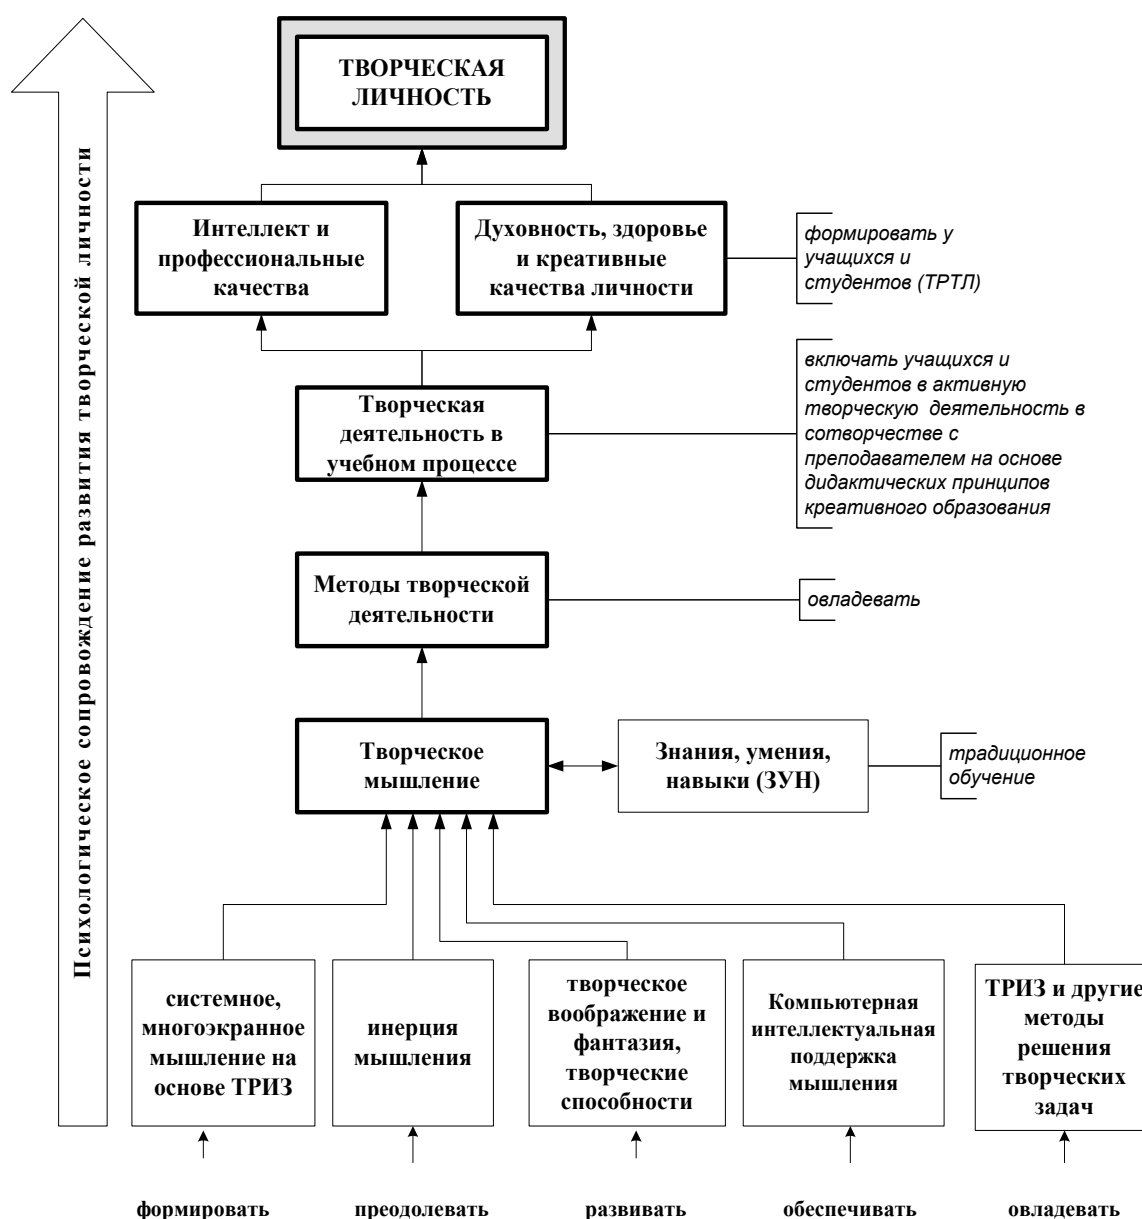 ТВОРЧЕСКАЯ
ЛИЧНОСТЬ
Психологическое сопровождение развития творческой личности
Интеллект и
профессиональные
качества
Духовность, здоровье
и креативные
качества личности
формировать у
учащихся и
студентов (ТРТЛ)
Творческая
деятельность в
учебном процессе
включать учащихся и
студентов в активную
творческую деятельность в
сотворчестве с
преподавателем на основе
дидактических принципов
креативного образования
Методы творческой
деятельности
овладевать
Творческое
мышление
Знания, умения,
навыки (ЗУН)
традиционное
обучение
системное,
многоэкранное
мышление на
основе ТРИЗ
инерция
мышления
творческое
воображение и
фантазия,
творческие
способности
Компьютерная
интеллектуальная
поддержка
мышления
ТРИЗ и другие
методы
решения
творческих
задач
формировать
преодолевать
развивать
обеспечивать
овладевать